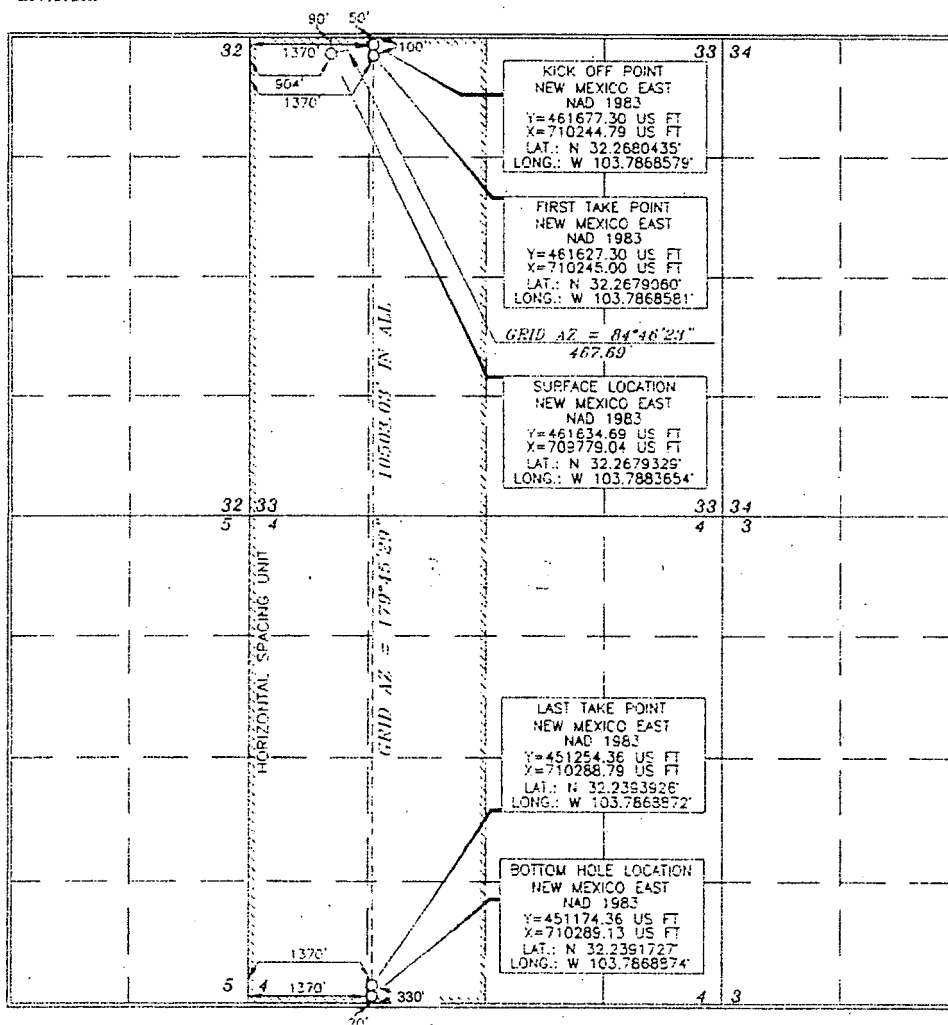 90'
50'
32
1370'
100'
33 34
904'
1370'
KICK OFF POINT
NEW MEXICO EAST
NAD 1983
Y=461677.30 US FT
X=710244.79 US FT
LAT.: N 32.2680435°
LONG.: W 103.7868579°
FIRST TAKE POINT
NEW MEXICO EAST
NAD 1983
Y=461627.30 US FT
X=710245.00 US FT
LAT.: N 32.2679060°
LONG.: W 103.7868581°
GRID AZ = 84°46'23"
467.69'
SURFACE LOCATION
NEW MEXICO EAST
NAD 1983
Y=461634.69 US FT
X=709779.04 US FT
LAT.: N 32.2679329°
LONG.: W 103.7883654°
10503.03' IN ALL
GRID AZ = 179°45'29"
HORIZONTAL SPACING UNIT
32 33
5 4
33 34
4 3
LAST TAKE POINT
NEW MEXICO EAST
NAD 1983
Y=451254.36 US FT
X=710288.79 US FT
LAT.: N 32.2393926°
LONG.: W 103.7868872°
BOTTOM HOLE LOCATION
NEW MEXICO EAST
NAD 1983
Y=451174.36 US FT
X=710289.13 US FT
LAT.: N 32.2391727°
LONG.: W 103.7868874°
1370'
5 4
1370'
330'
4 3
20'